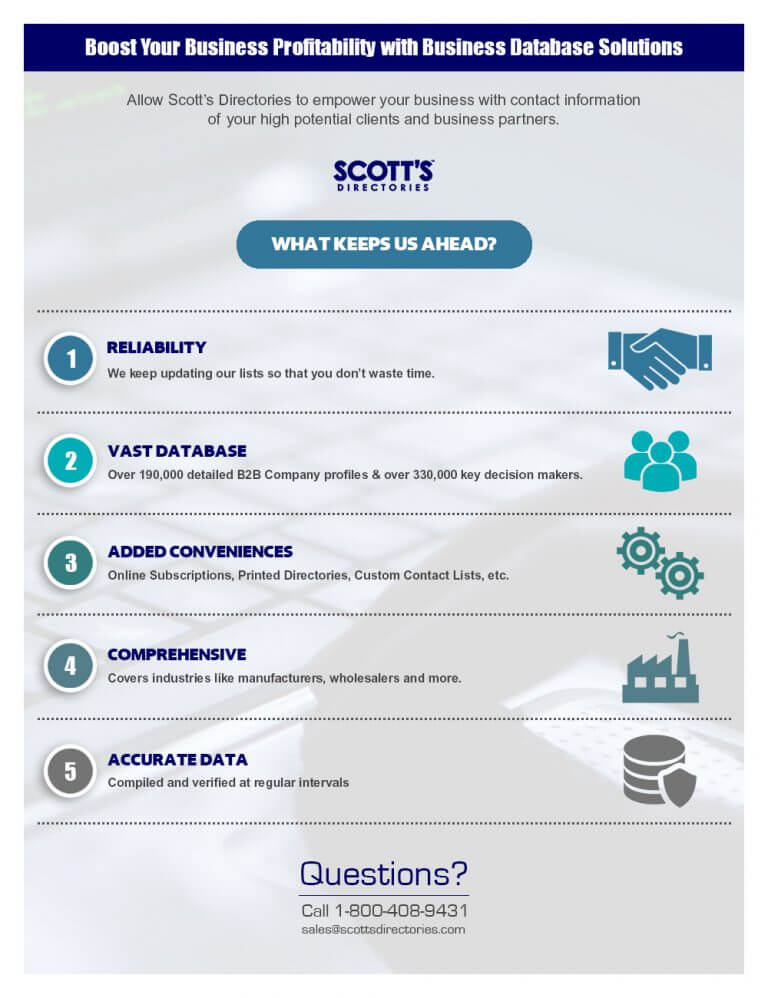 Boost Your Business Profitability with Business Database Solutions
Allow Scott's Directories to empower your business with contact information
of your high potential clients and business partners.
SCOTT'S™
DIRECTORIES
WHAT KEEPS US AHEAD?
1
RELIABILITY
We keep updating our lists so that you don't waste time.
2
VAST DATABASE
Over 190,000 detailed B2B Company profiles & over 330,000 key decision makers.
3
ADDED CONVENIENCES
Online Subscriptions, Printed Directories, Custom Contact Lists, etc.
4
COMPREHENSIVE
Covers industries like manufacturers, wholesalers and more.
5
ACCURATE DATA
Compiled and verified at regular intervals
Questions?
Call 1-800-408-9431
sales@scottsdirectories.com